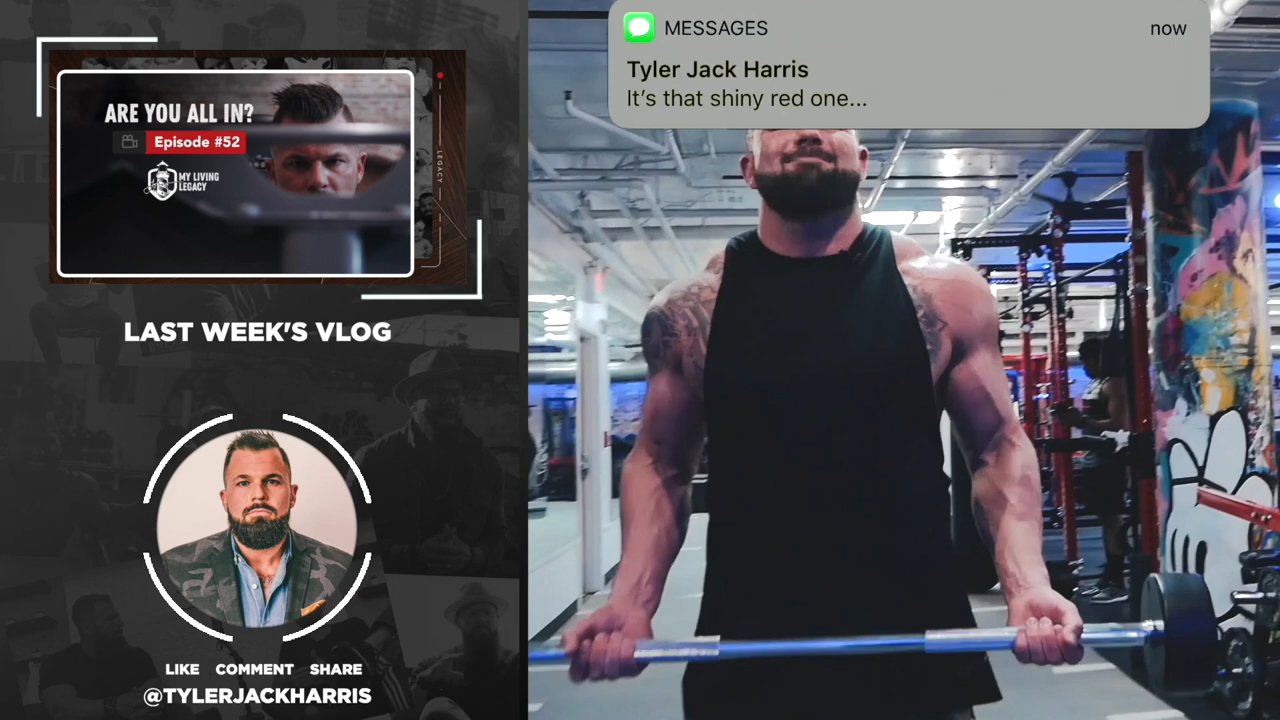 ARE YOU ALL IN?
Episode #52
MY LIVING
LEGACY
LEGACY
LAST WEEK'S VLOG
LIKE COMMENT SHARE
@TYLERJACKHARRIS
MESSAGES
now
Tyler Jack Harris
It's that shiny red one...